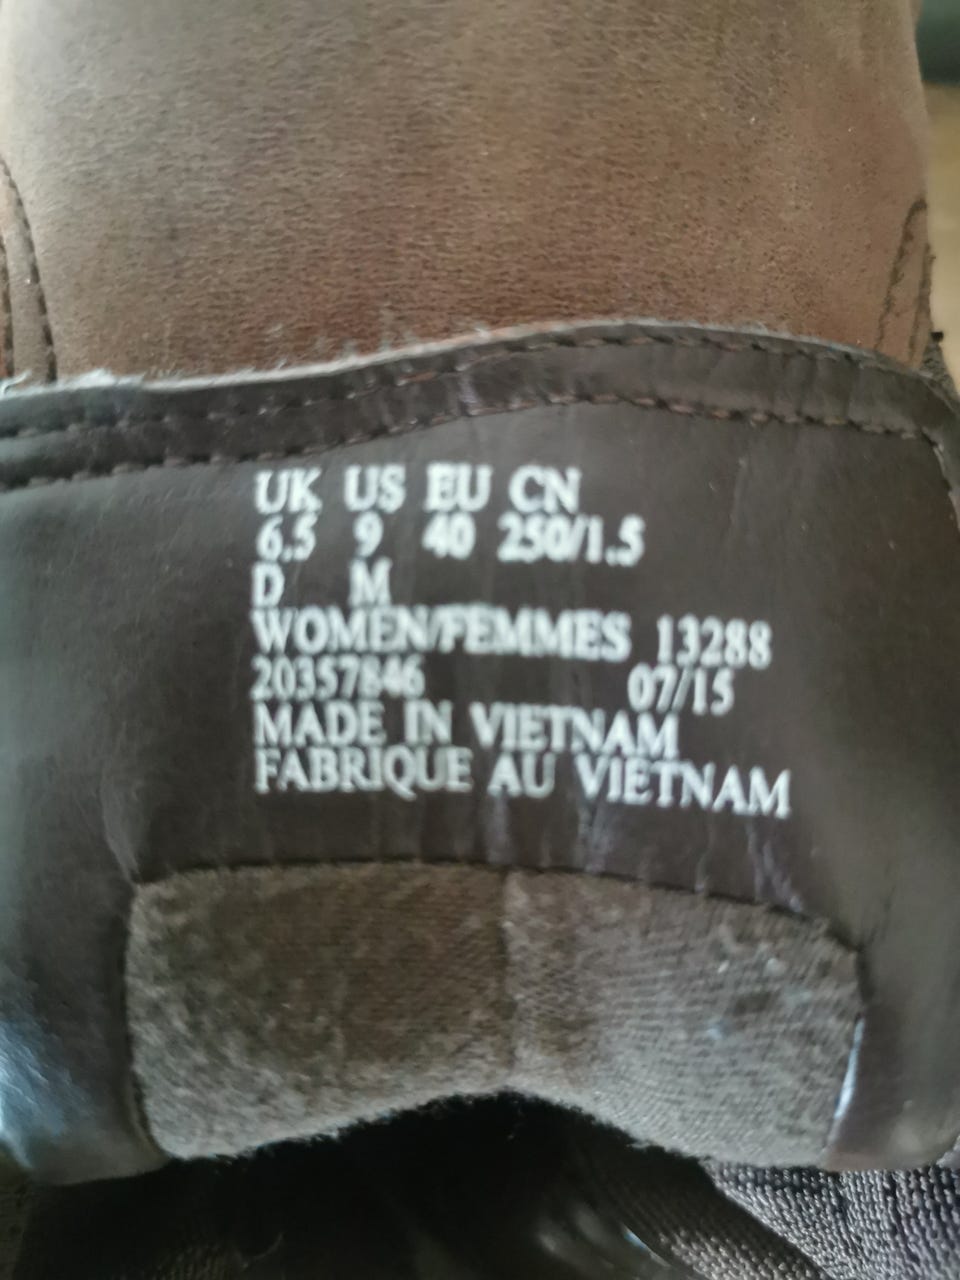 UK US EU CN
6.5 9 40 250/1.5
D M
WOMEN/FEMMES 13288
20357846 07/15
MADE IN VIETNAM
FABRIQUE AU VIETNAM